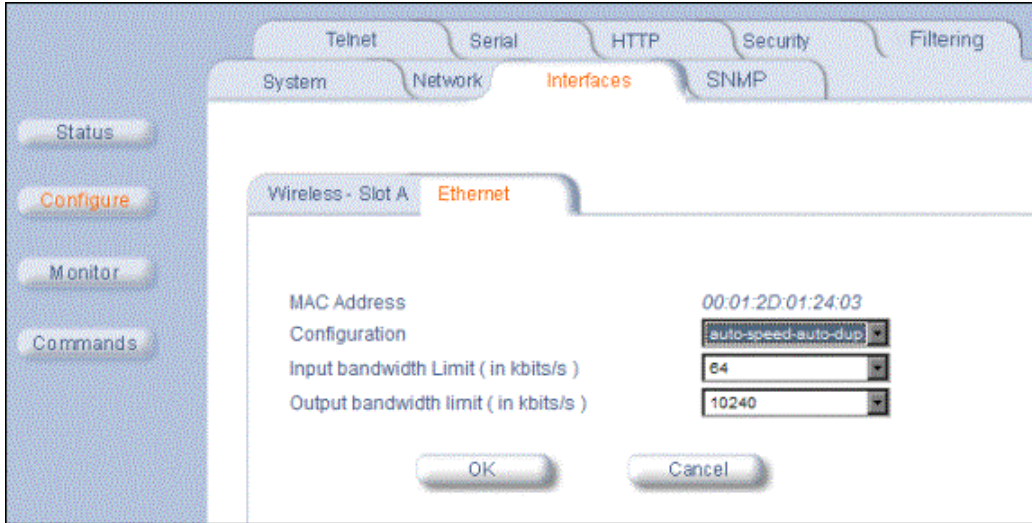 Telnet Serial HTTP Security Filtering
System Network Interfaces SNMP
Status
Configure
Monitor
Commands
Wireless - Slot A Ethernet
MAC Address 00:01:2D:01:24:03
Configuration auto-speed-auto-dup
Input bandwidth Limit ( in kbits/s ) 64
Output bandwidth limit ( in kbits/s ) 10240
OK Cancel